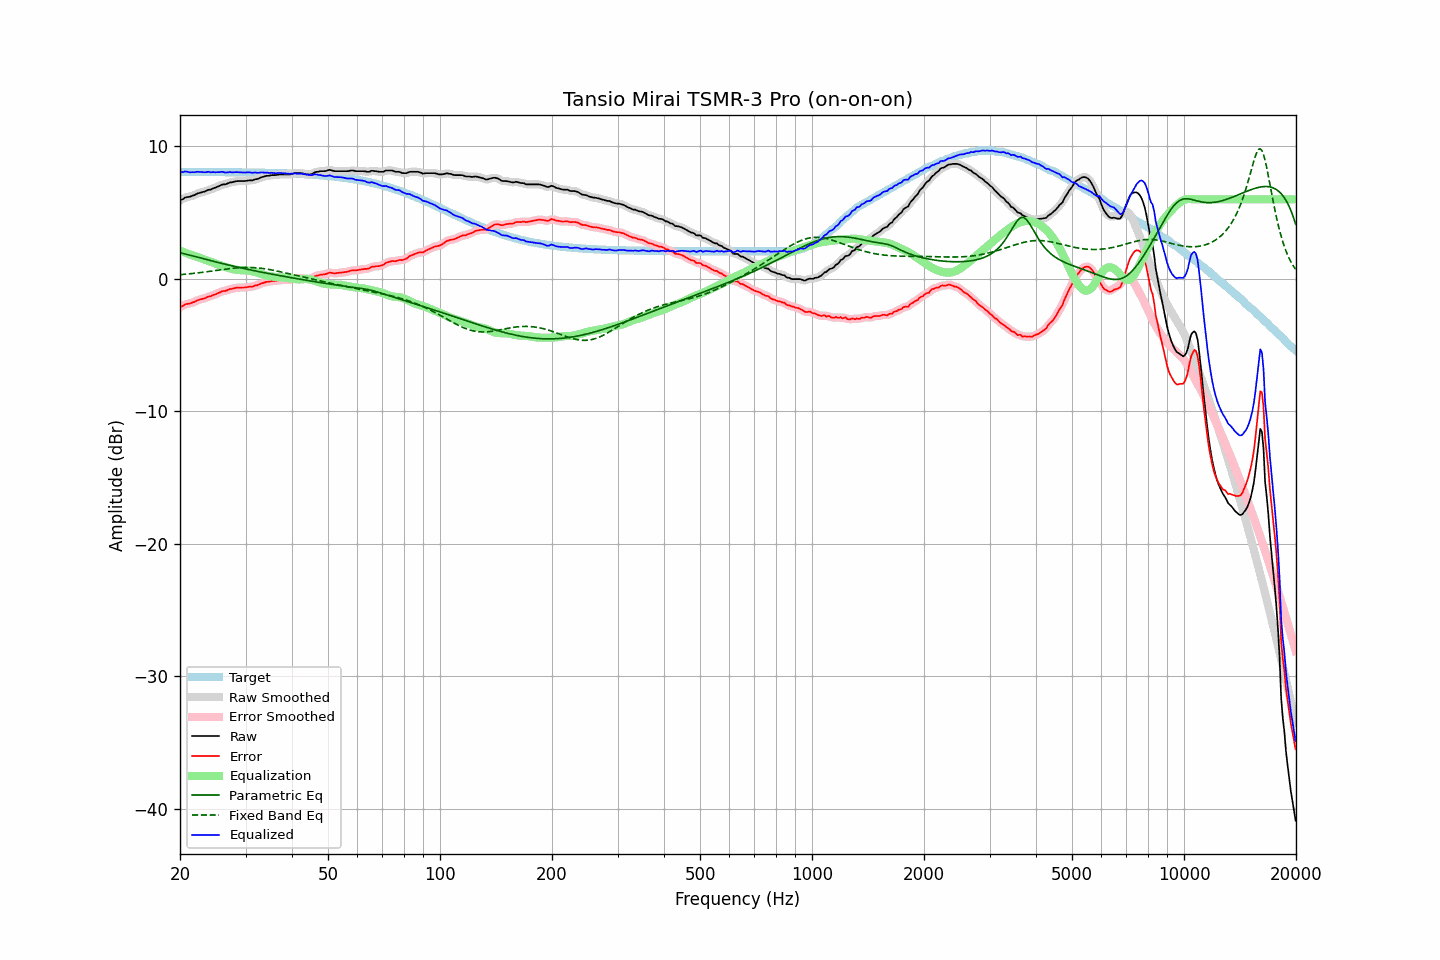 Tansio Mirai TSMR-3 Pro (on-on-on)
Amplitude (dBr)
10
0
−10
−20
−30
−40
Target
Raw Smoothed
Error Smoothed
Raw
Error
Equalization
Parametric Eq
Fixed Band Eq
Equalized
20 50 100 200 500 1000 2000 5000 10000 20000
Frequency (Hz)